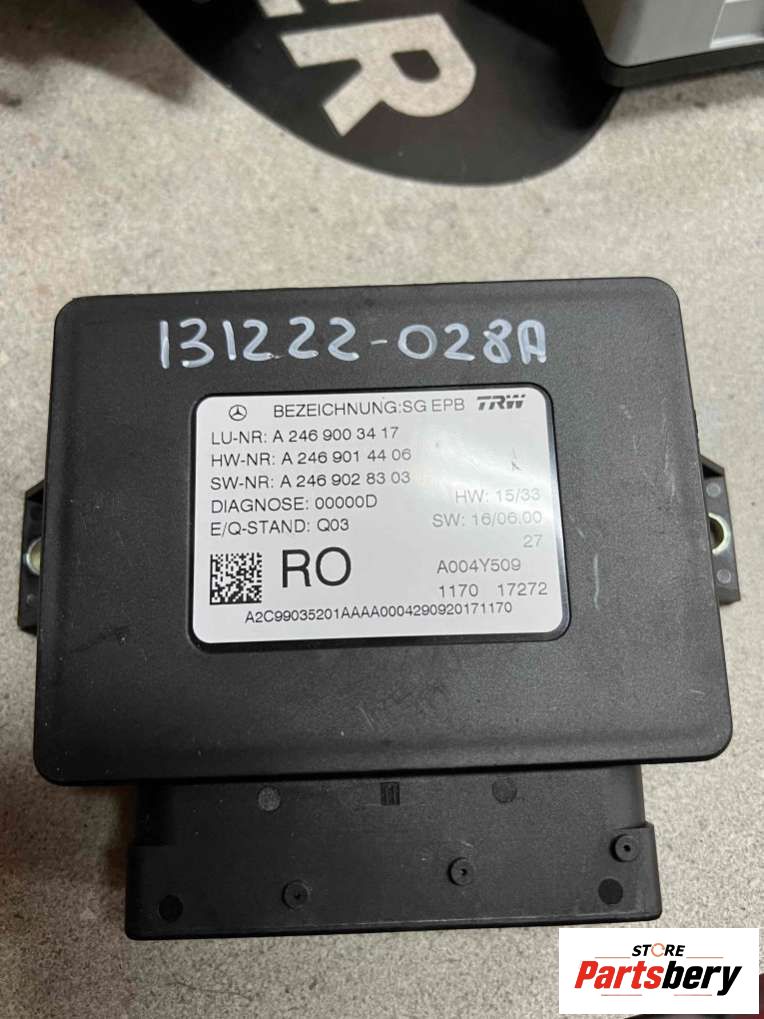 ER
131222-028A
BEZEICHNUNG:SG EPB TRW
LU-NR: A 246 900 34 17
HW-NR: A 246 901 44 06
SW-NR: A 246 902 83 03
DIAGNOSE: 00000D
HW: 15/33
E/Q-STAND: Q03
SW: 16/06.00
27
RO
A004Y509
1170 17272
A2C99035201AAAA0004290920171170
STORE
Partsbery